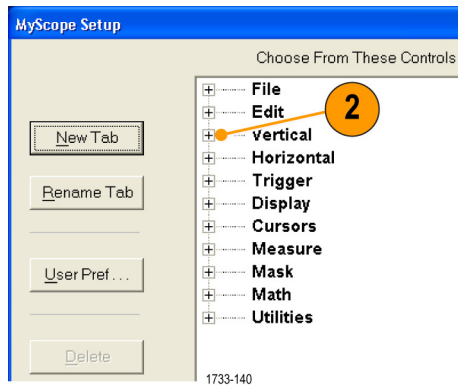 MyScope Setup
Choose From These Controls
File
Edit
2
Vertical
New Tab
Horizontal
Trigger
Rename Tab
Display
Cursors
Measure
User Pref . . .
Mask
Math
Utilities
Delete
1733-140